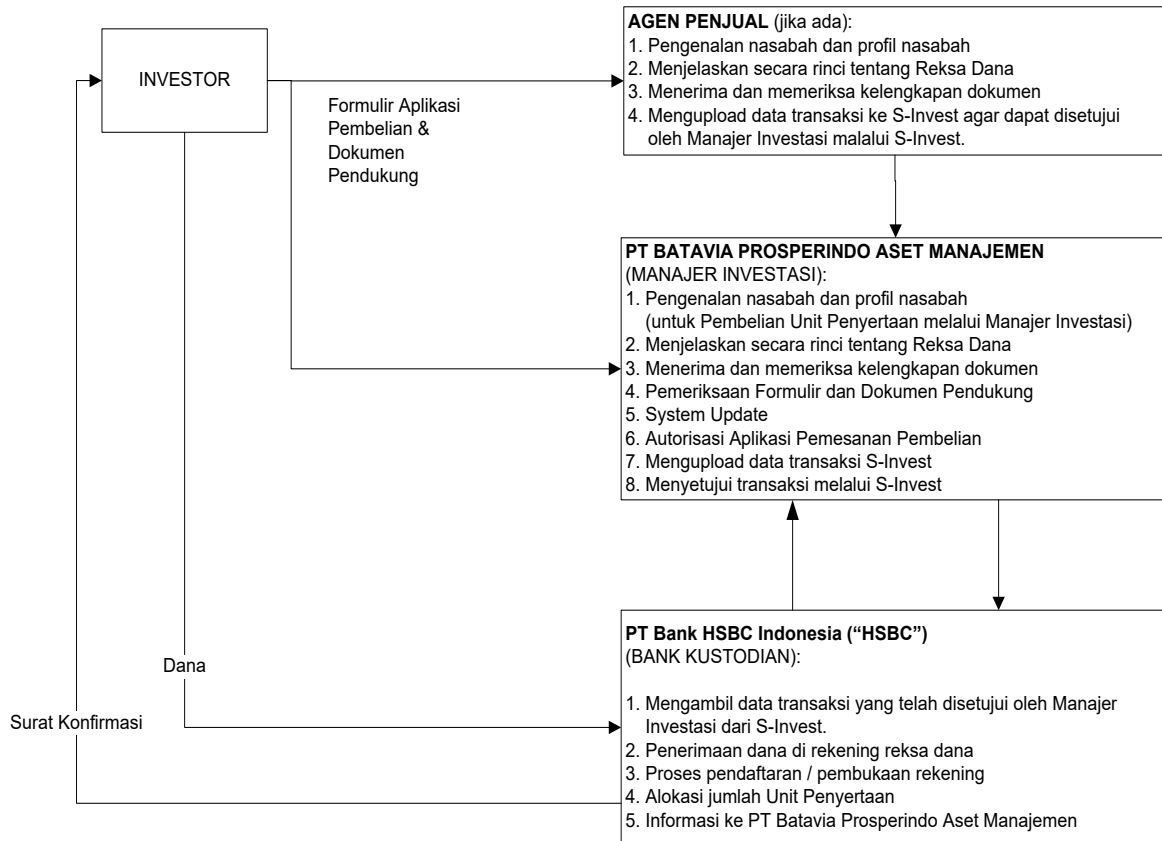 INVESTOR
Formulir Aplikasi
Pembelian &
Dokumen
Pendukung
AGEN PENJUAL (jika ada):
1. Pengenalan nasabah dan profil nasabah
2. Menjelaskan secara rinci tentang Reksa Dana
3. Menerima dan memeriksa kelengkapan dokumen
4. Mengupload data transaksi ke S-Invest agar dapat disetujui
oleh Manajer Investasi malalui S-Invest.
PT BATAVIA PROSPERINDO ASET MANAJEMEN
(MANAJER INVESTASI):
1. Pengenalan nasabah dan profil nasabah
(untuk Pembelian Unit Penyertaan melalui Manajer Investasi)
2. Menjelaskan secara rinci tentang Reksa Dana
3. Menerima dan memeriksa kelengkapan dokumen
4. Pemeriksaan Formulir dan Dokumen Pendukung
5. System Update
6. Autorisasi Aplikasi Pemesanan Pembelian
7. Mengupload data transaksi S-Invest
8. Menyetujui transaksi melalui S-Invest
Dana
Surat Konfirmasi
PT Bank HSBC Indonesia (“HSBC”)
(BANK KUSTODIAN):
1. Mengambil data transaksi yang telah disetujui oleh Manajer
Investasi dari S-Invest.
2. Penerimaan dana di rekening reksa dana
3. Proses pendaftaran / pembukaan rekening
4. Alokasi jumlah Unit Penyertaan
5. Informasi ke PT Batavia Prosperindo Aset Manajemen